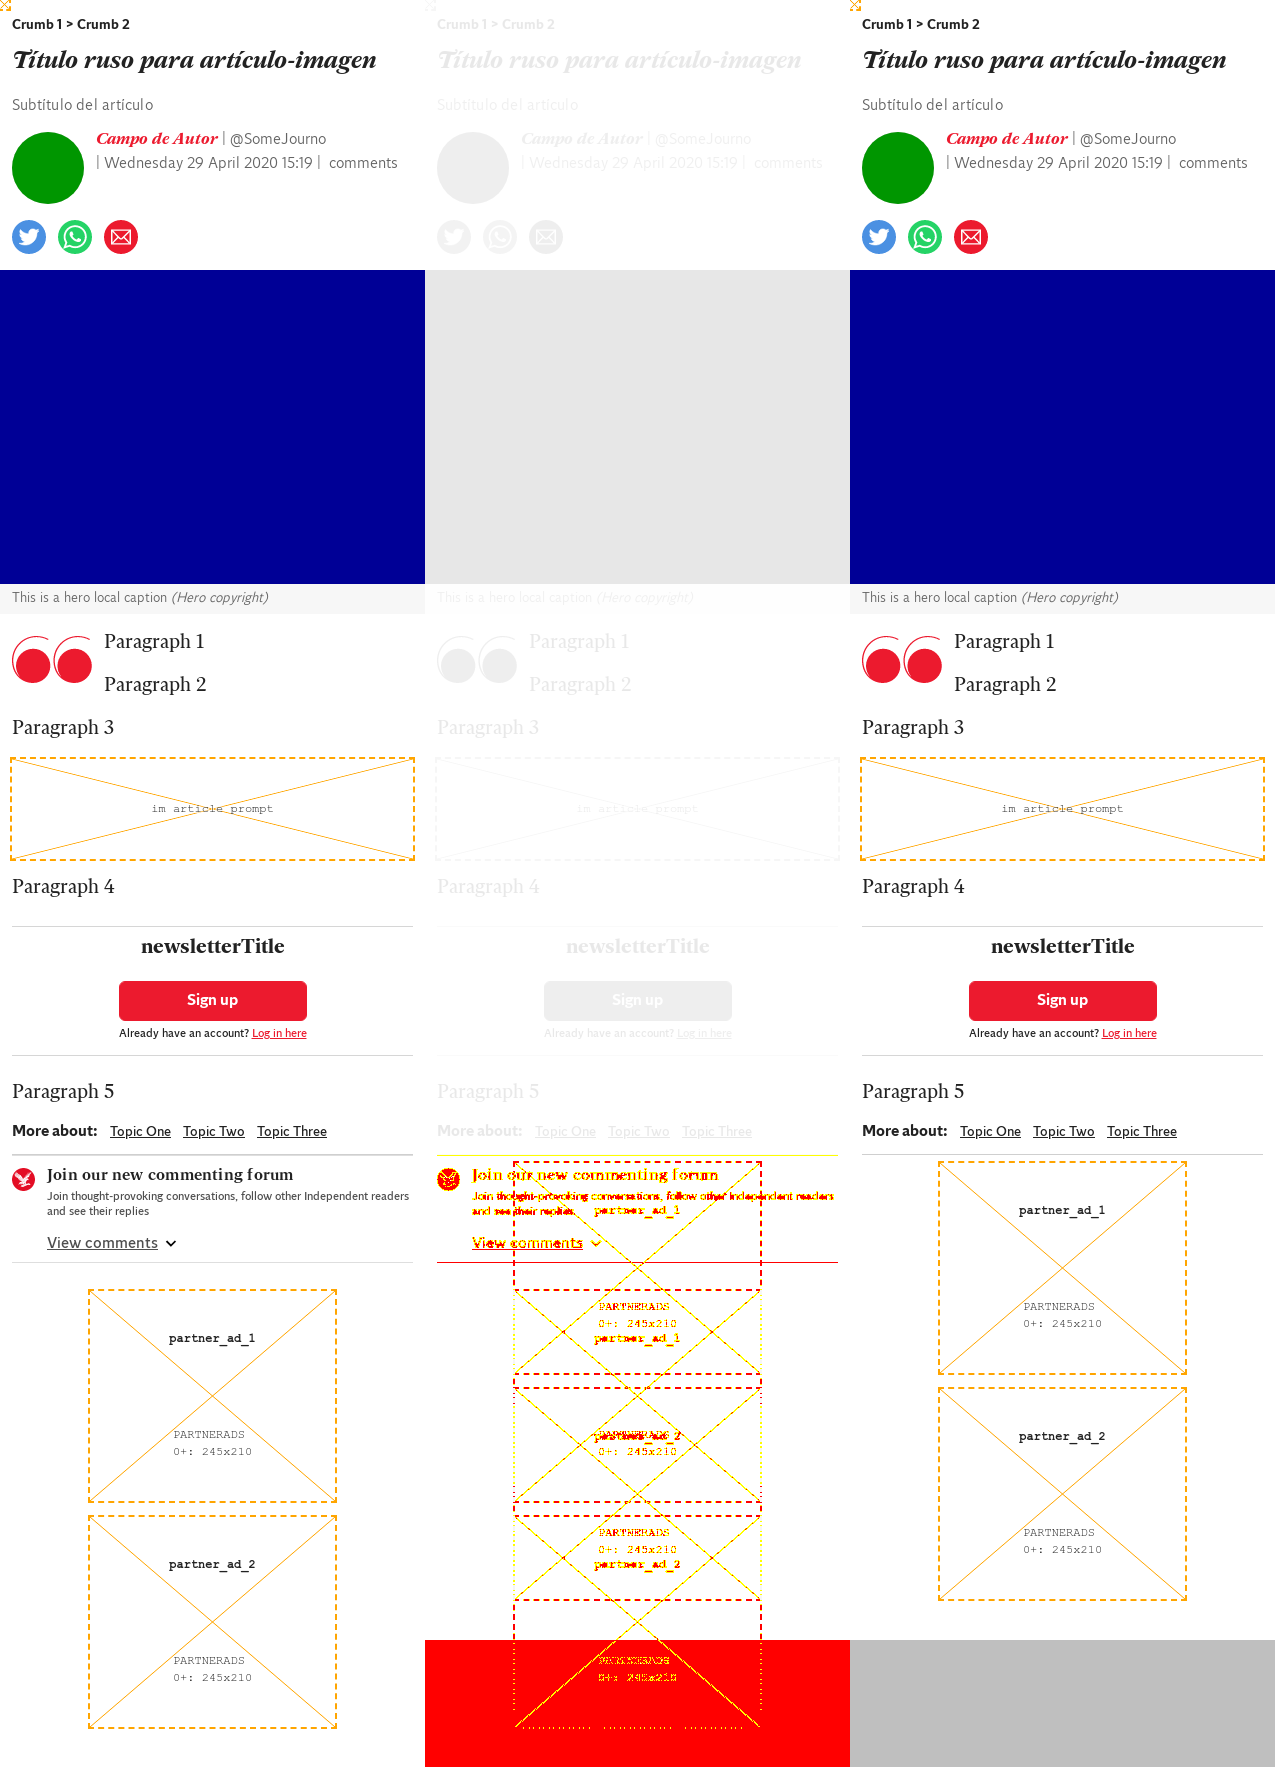 Crumb 1 > Crumb 2
Título ruso para artículo-imagen
Subtítulo del artículo
Campo de Autor | @SomeJourno
| Wednesday 29 April 2020 15:19 | comments
This is a hero local caption (Hero copyright)
Paragraph 1
Paragraph 2
Paragraph 3
im article prompt
Paragraph 4
newsletterTitle
Sign up
Already have an account? Log in here
Paragraph 5
More about: Topic One Topic Two Topic Three
Join our new commenting forum
Join thought-provoking conversations, follow other Independent readers
and see their replies
View comments
partner_ad_1
PARTNERADS
0+: 245x210
partner_ad_2
PARTNERADS
0+: 245x210
Crumb 1 > Crumb 2
Título ruso para artículo-imagen
Subtítulo del artículo
Campo de Autor | @SomeJourno
| Wednesday 29 April 2020 15:19 | comments
This is a hero local caption (Hero copyright)
Paragraph 1
Paragraph 2
Paragraph 3
im article prompt
Paragraph 4
newsletterTitle
Sign up
Already have an account? Log in here
Paragraph 5
More about: Topic One Topic Two Topic Three
Join our new commenting forum
Join thought-provoking conversations, follow other Independent readers
and see their replies
partner_ad_1
View comments
PARTNERADS
0+: 245x210
partner_ad_1
partner_ad_2
0+: 245x210
PARTNERADS
0+: 245x210
partner_ad_2
PARTNERADS
0+: 245x210
Crumb 1 > Crumb 2
Título ruso para artículo-imagen
Subtítulo del artículo
Campo de Autor | @SomeJourno
| Wednesday 29 April 2020 15:19 | comments
This is a hero local caption (Hero copyright)
Paragraph 1
Paragraph 2
Paragraph 3
im article prompt
Paragraph 4
newsletterTitle
Sign up
Already have an account? Log in here
Paragraph 5
More about: Topic One Topic Two Topic Three
partner_ad_1
PARTNERADS
0+: 245x210
partner_ad_2
PARTNERADS
0+: 245x210